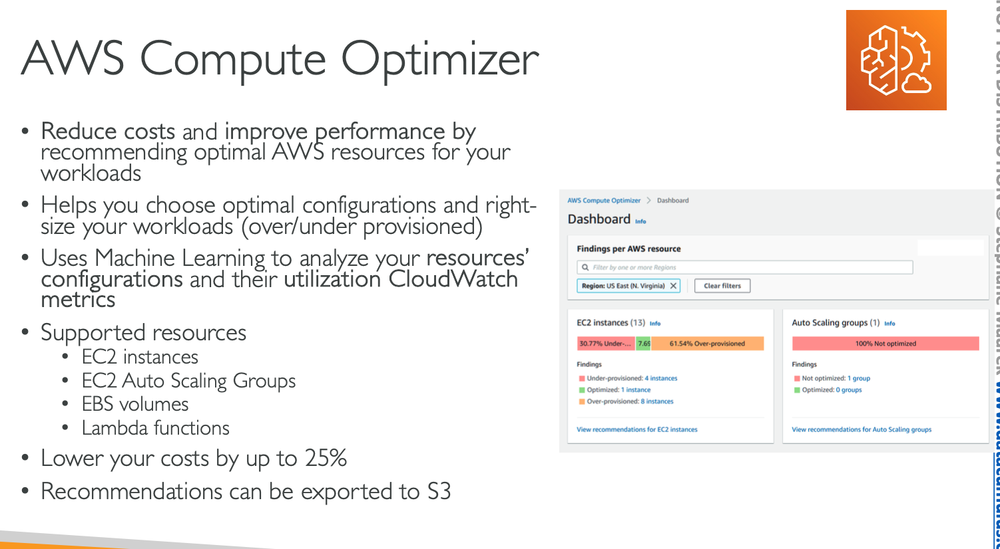 AWS Compute Optimizer
• Reduce costs and improve performance by
recommending optimal AWS resources for your
workloads
• Helps you choose optimal configurations and right-
size your workloads (over/under provisioned)
• Uses Machine Learning to analyze your resources’
configurations and their utilization CloudWatch
metrics
• Supported resources
• EC2 instances
• EC2 Auto Scaling Groups
• EBS volumes
• Lambda functions
• Lower your costs by up to 25%
• Recommendations can be exported to S3
AWS Compute Optimizer > Dashboard
Dashboard Info
Findings per AWS resource
Filter by one or more Regions
Region: US East (N. Virginia) ✕ Clear filters
EC2 instances (13) Info
30.77% Under-... 7.69 61.54% Over-provisioned
Findings
Under-provisioned: 4 instances
Optimized: 1 instance
Over-provisioned: 8 instances
View recommendations for EC2 instances
Auto Scaling groups (1) Info
100% Not optimized
Findings
Not optimized: 1 group
Optimized: 0 groups
View recommendations for Auto Scaling groups